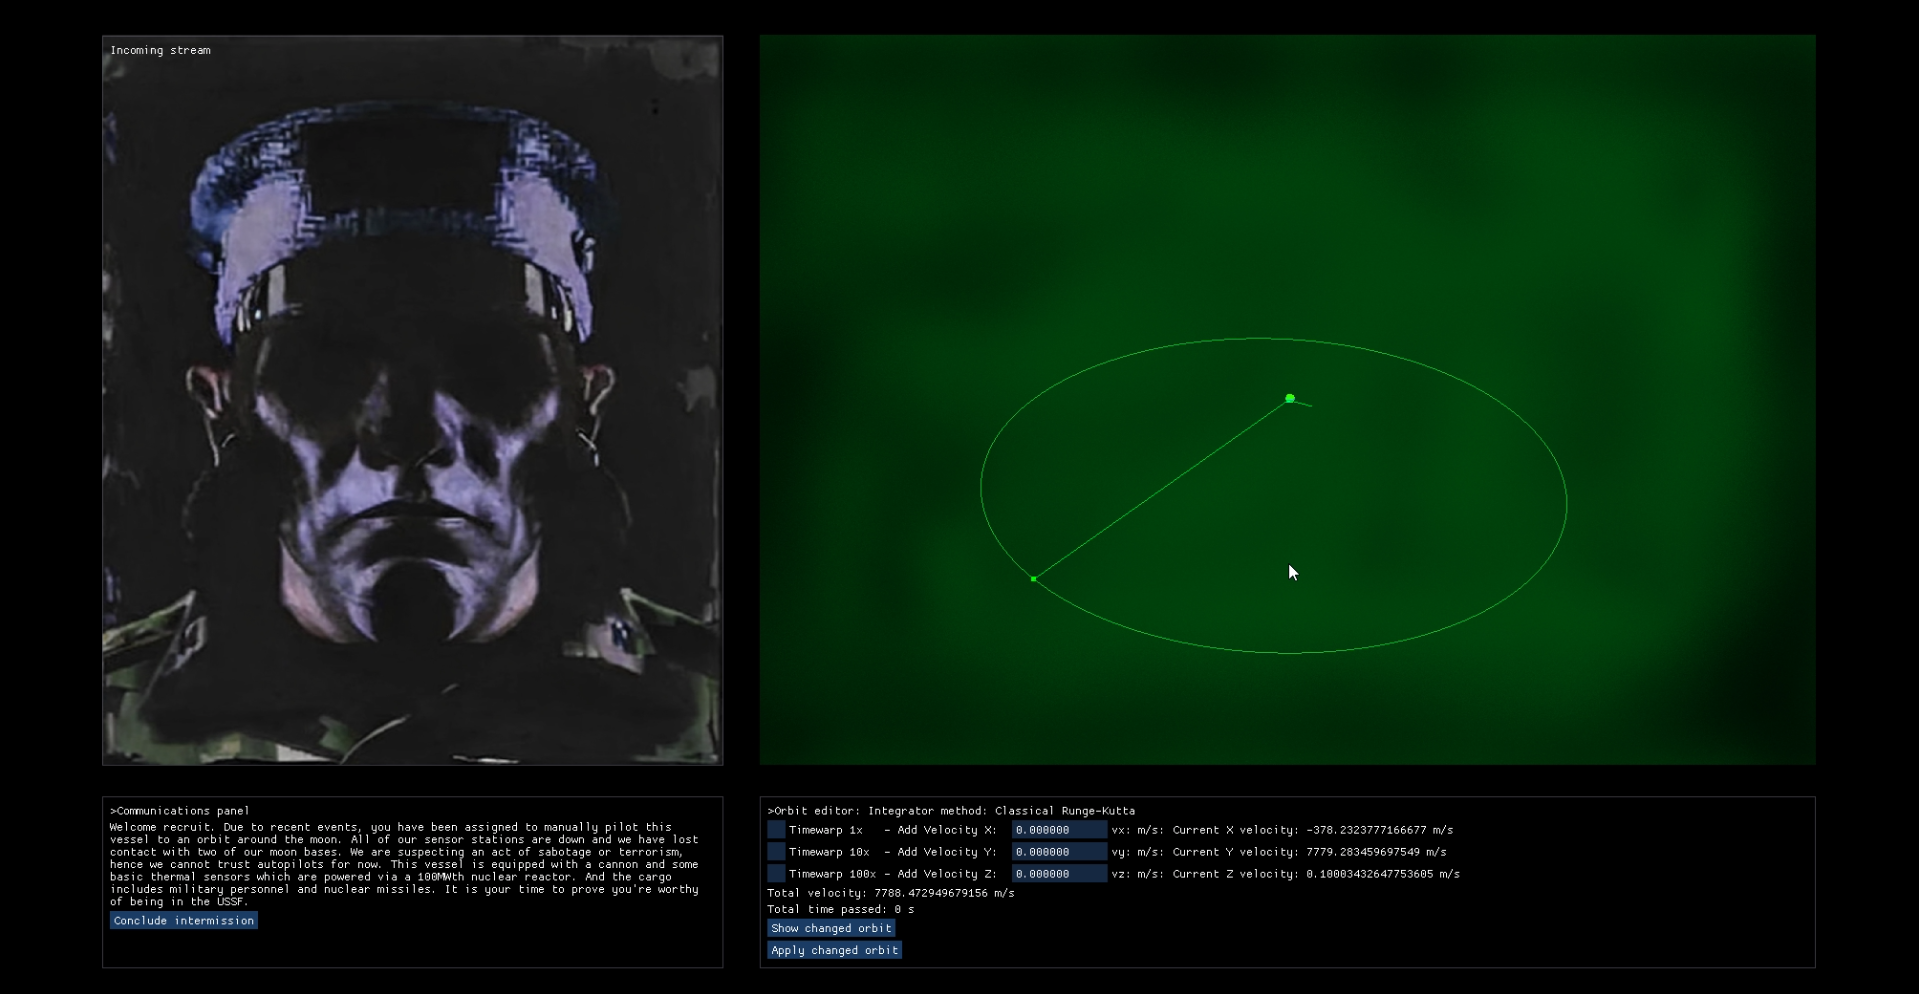 Incoming stream
>Communications panel
Welcome recruit. Due to recent events, you have been assigned to manually pilot this
vessel to an orbit around the moon. All of our sensor stations are down and we have lost
contact with two of our moon bases. We are suspecting an act of sabotage or terrorism,
hence we cannot trust autopilots for now. This vessel is equipped with a cannon and some
basic thermal sensors which are powered via a 100MWth nuclear reactor. And the cargo
includes military personnel and nuclear missiles. It is your time to prove you're worthy
of being in the USSF.
Conclude intermission
>Orbit editor: Integrator method: Classical Runge-Kutta
Timewarp 1x - Add Velocity X: 0.000000 vx: m/s: Current X velocity: -378.2323777166677 m/s
Timewarp 10x - Add Velocity Y: 0.000000 vy: m/s: Current Y velocity: 7779.283459697549 m/s
Timewarp 100x - Add Velocity Z: 0.000000 vz: m/s: Current Z velocity: 0.10003432647753605 m/s
Total velocity: 7788.472949679156 m/s
Total time passed: 0 s
Show changed orbit
Apply changed orbit